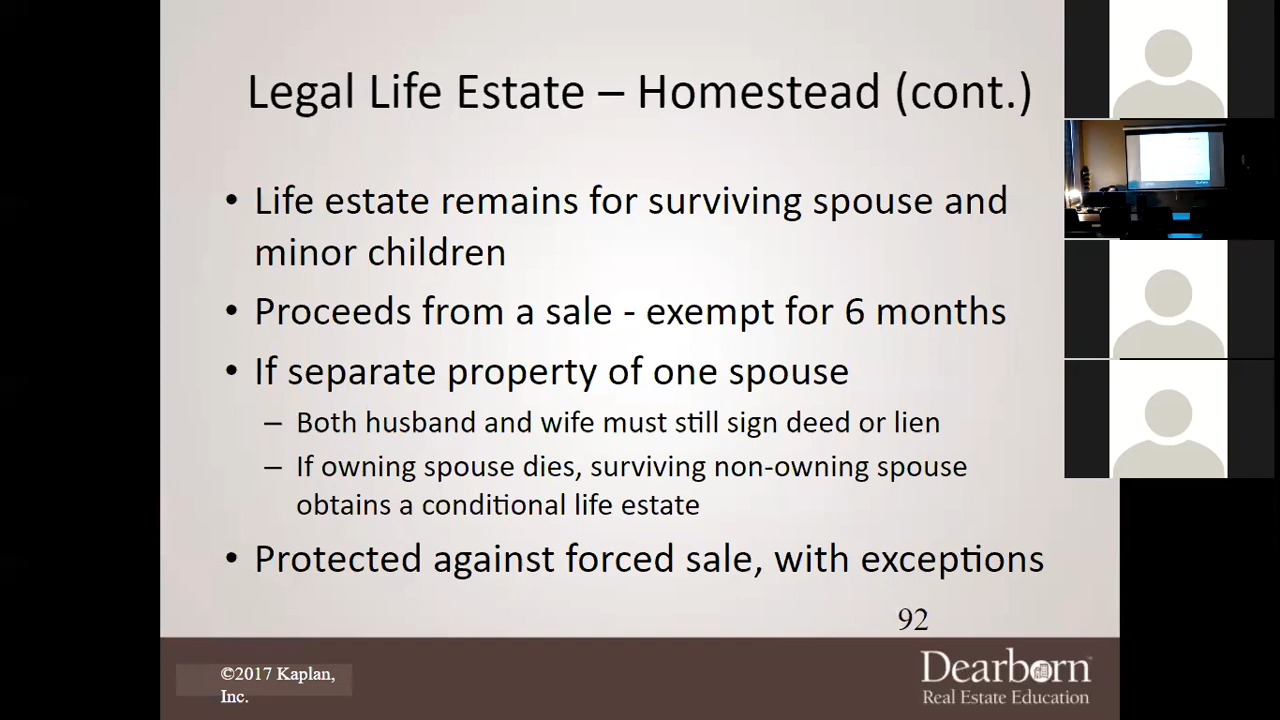 Legal Life Estate – Homestead (cont.)
• Life estate remains for surviving spouse and
minor children
• Proceeds from a sale - exempt for 6 months
• If separate property of one spouse
– Both husband and wife must still sign deed or lien
– If owning spouse dies, surviving non-owning spouse
obtains a conditional life estate
• Protected against forced sale, with exceptions
92
©2017 Kaplan,
Inc.
Dearborn
Real Estate Education